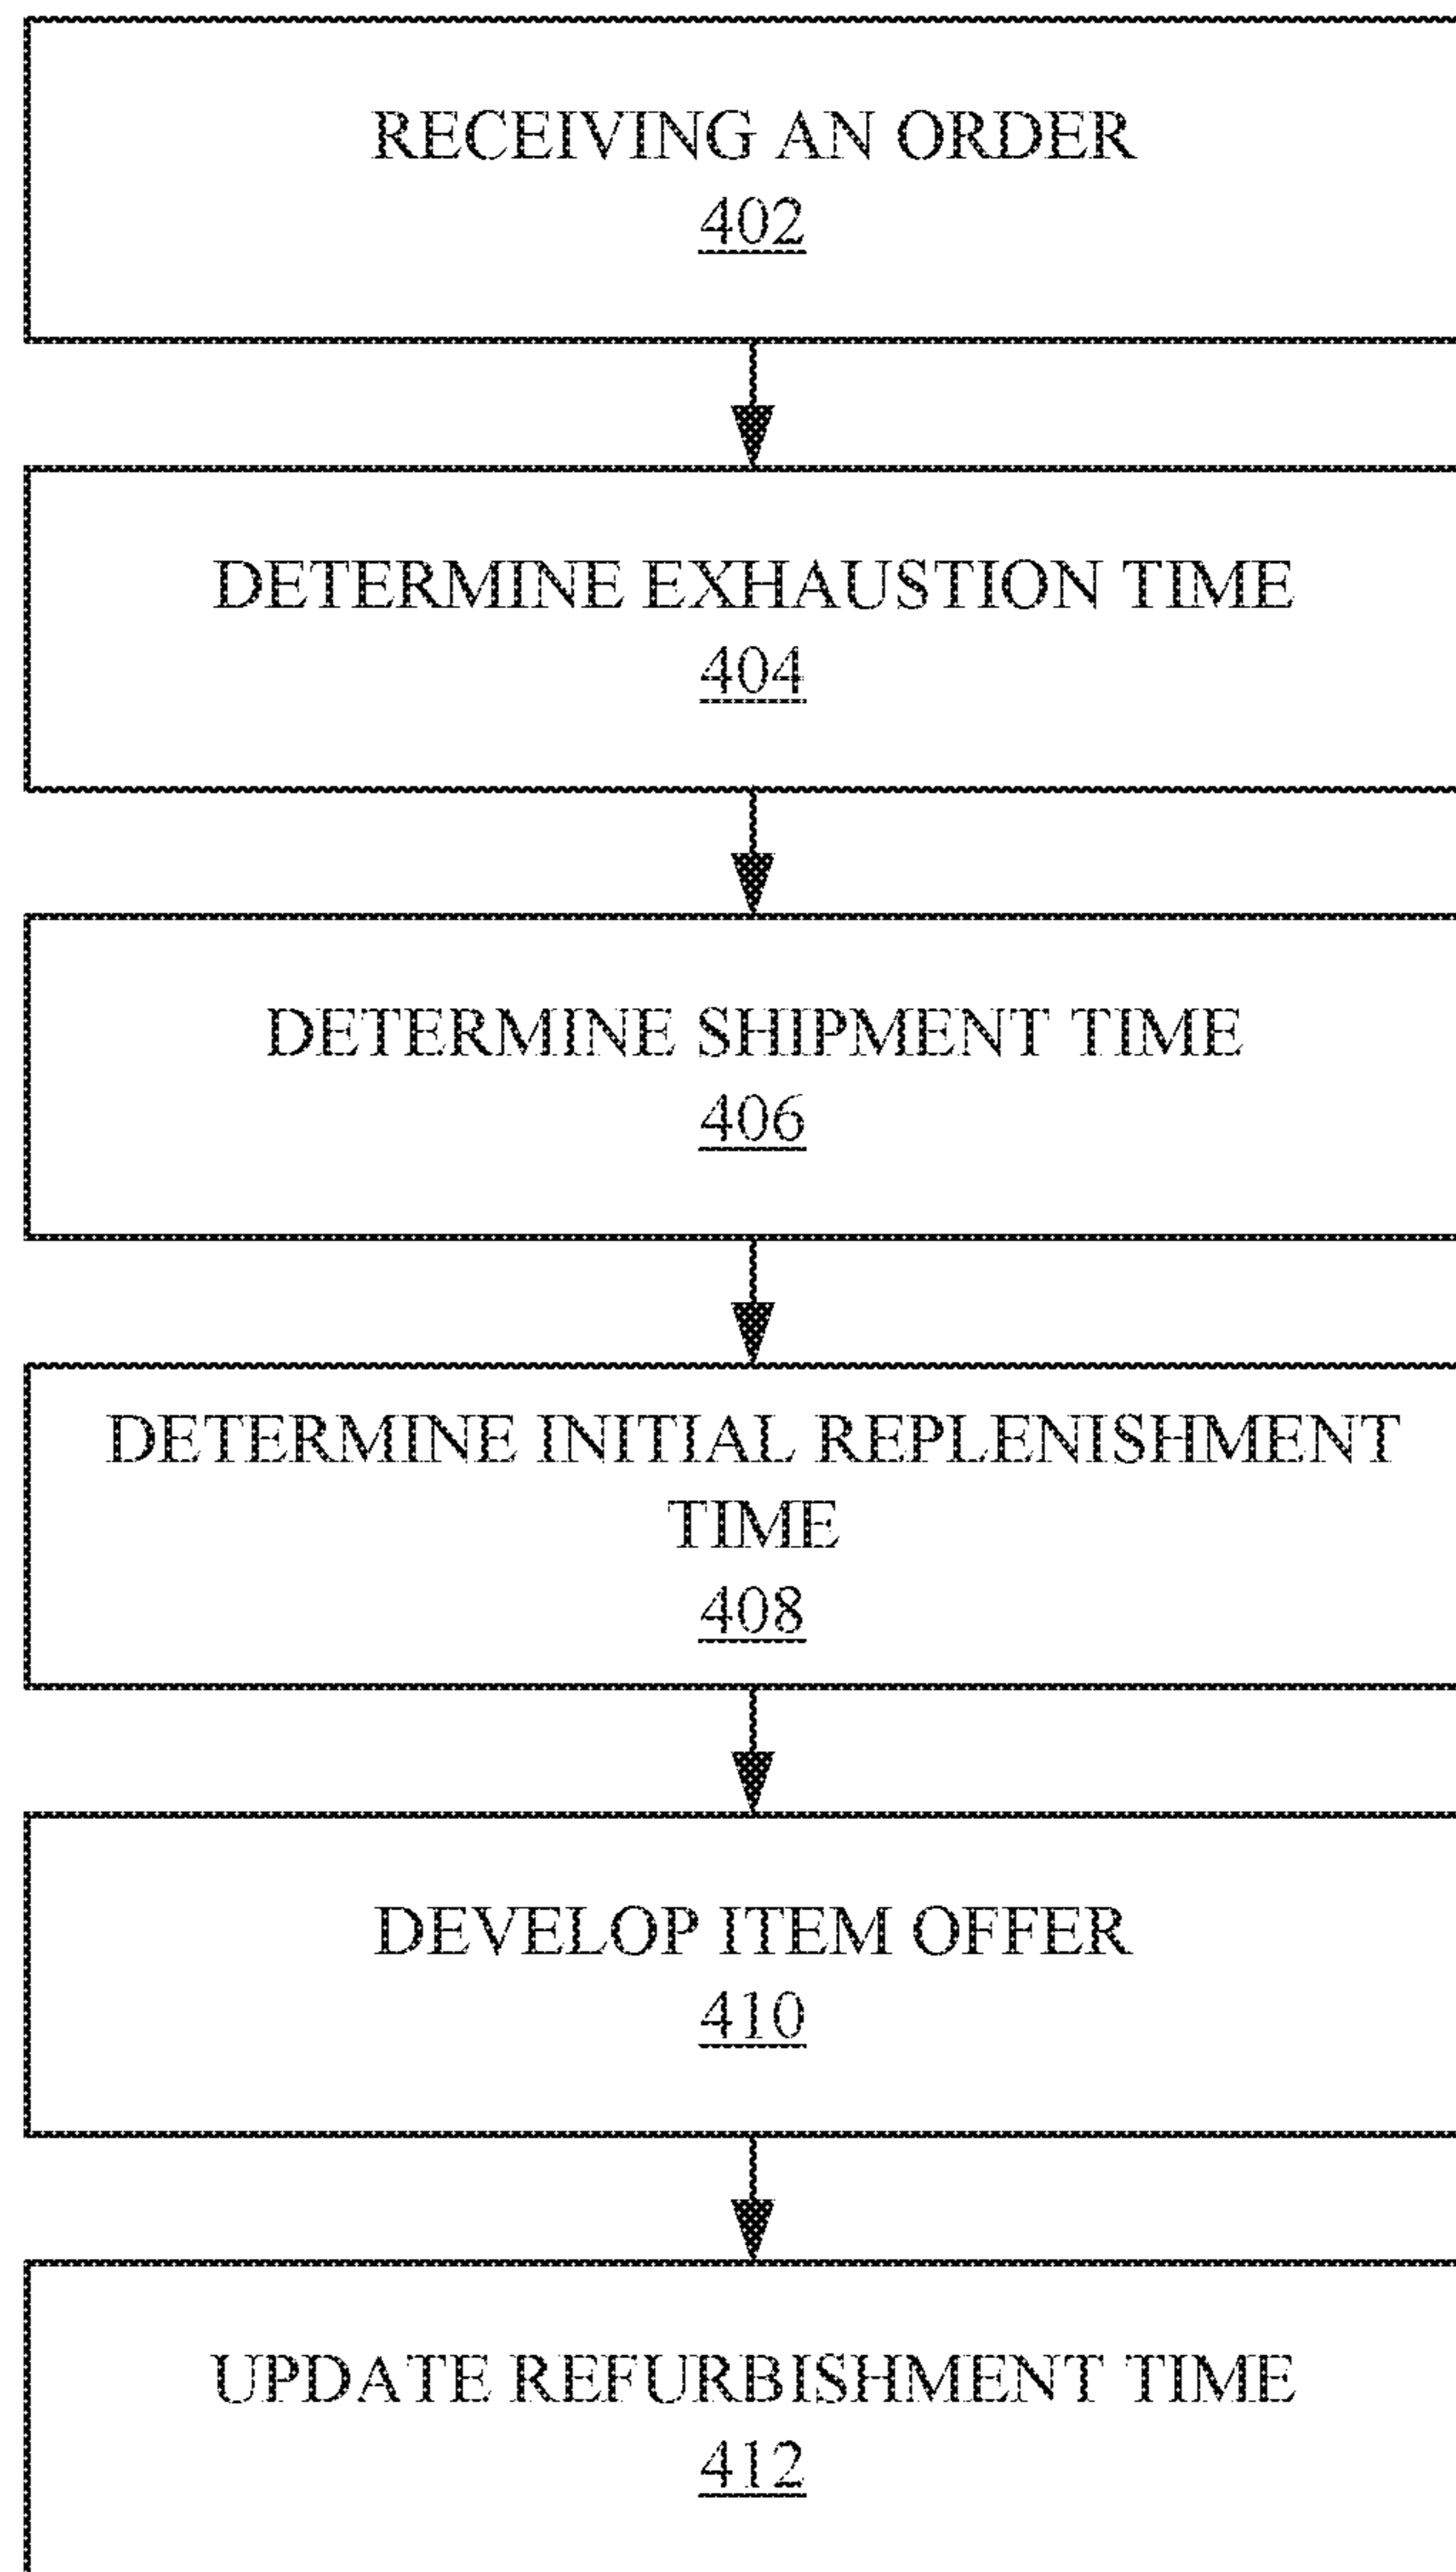 RECEIVING AN ORDER
402
DETERMINE EXHAUSTION TIME
404
DETERMINE SHIPMENT TIME
406
DETERMINE INITIAL REPLENISHMENT
TIME
408
DEVELOP ITEM OFFER
410
UPDATE REFURBISHMENT TIME
412